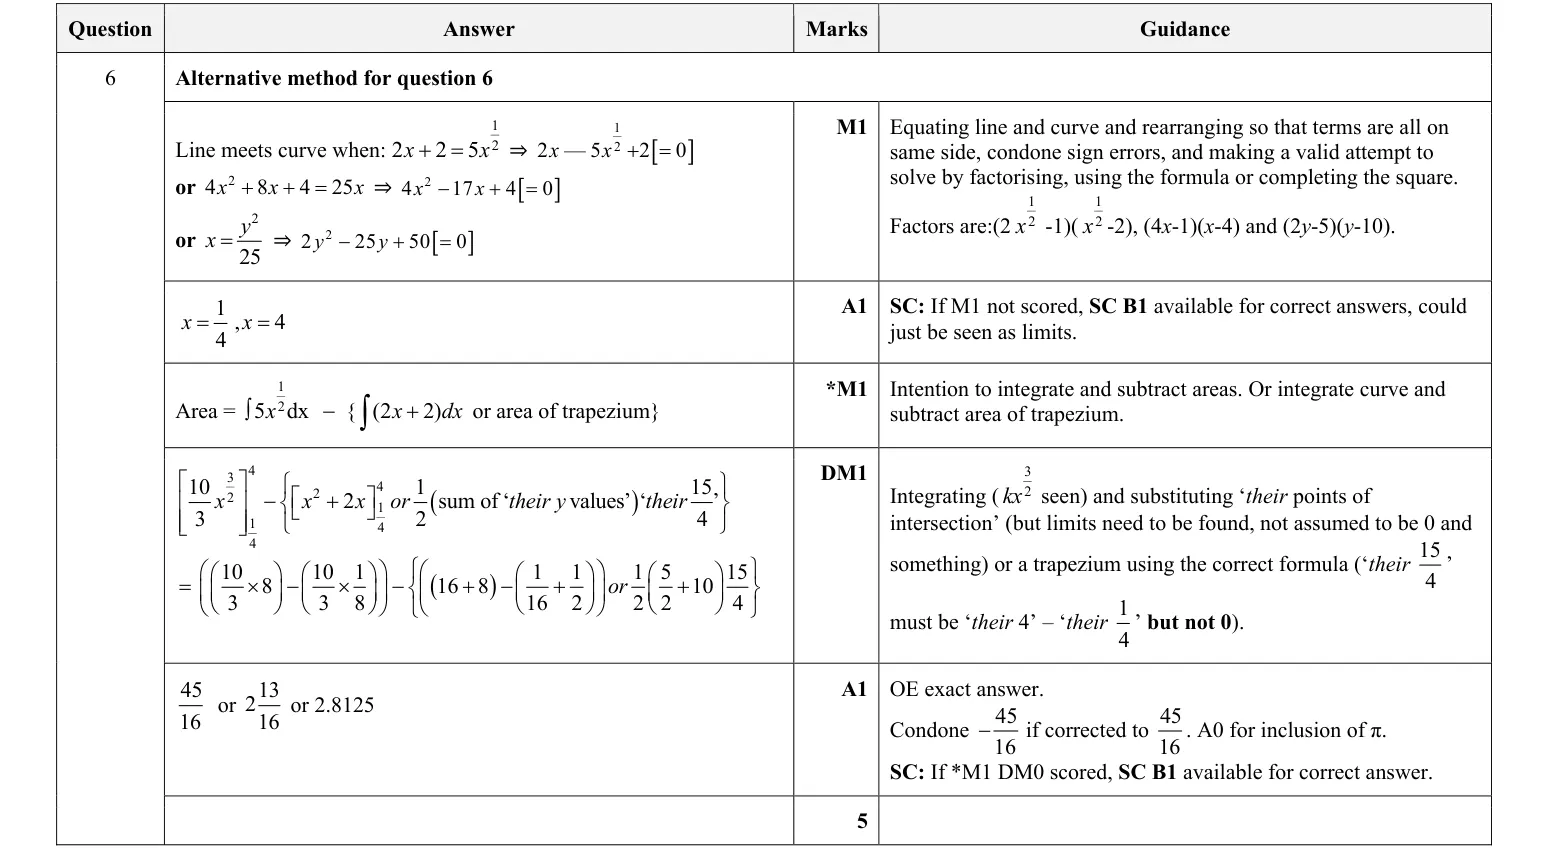 Question Answer Marks Guidance
6 Alternative method for question 6
Line meets curve when: 2x + 2 = 5x^{1/2} ⇒ 2x — 5x^{1/2} +2[= 0]
or 4x² + 8x + 4 = 25x ⇒ 4x² − 17x + 4[= 0]
or x = y²/25 ⇒ 2y² − 25y + 50[= 0]
M1
Equating line and curve and rearranging so that terms are all on
same side, condone sign errors, and making a valid attempt to
solve by factorising, using the formula or completing the square.
Factors are:(2 x^{1/2} -1)( x^{1/2} -2), (4x-1)(x-4) and (2y-5)(y-10).
x = 1/4 , x = 4
A1
SC: If M1 not scored, SC B1 available for correct answers, could
just be seen as limits.
Area = ∫5x^{1/2}dx − {∫(2x + 2)dx or area of trapezium}
*M1
Intention to integrate and subtract areas. Or integrate curve and
subtract area of trapezium.
[10/3 x^{3/2}]_{1/4}^{4} − {[x² + 2x]_{1/4}^{4} or 1/2 (sum of ‘their y values’)‘their 15/4’}
= ((10/3 × 8) − (10/3 × 1/8)) − {((16 + 8) − (1/16 + 1/2)) or 1/2 (5/2 + 10) 15/4}
DM1
Integrating ( kx^{3/2} seen) and substituting ‘their points of
intersection’ (but limits need to be found, not assumed to be 0 and
something) or a trapezium using the correct formula (‘their 15/4’
must be ‘their 4’ – ‘their 1/4’ but not 0).
45/16 or 2 13/16 or 2.8125
A1
OE exact answer.
Condone −45/16 if corrected to 45/16 . A0 for inclusion of π.
SC: If *M1 DM0 scored, SC B1 available for correct answer.
5